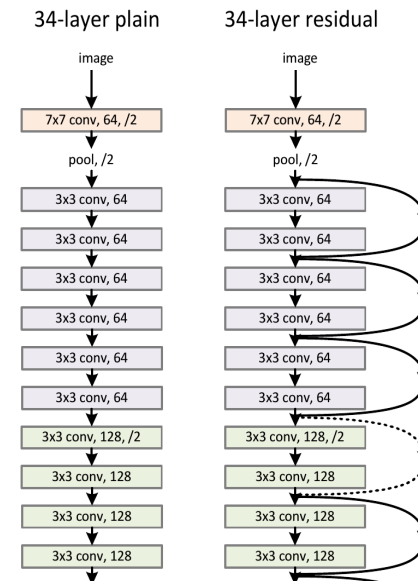 34-layer plain
image
7x7 conv, 64, /2
pool, /2
3x3 conv, 64
3x3 conv, 64
3x3 conv, 64
3x3 conv, 64
3x3 conv, 64
3x3 conv, 64
3x3 conv, 128, /2
3x3 conv, 128
3x3 conv, 128
3x3 conv, 128
34-layer residual
image
7x7 conv, 64, /2
pool, /2
3x3 conv, 64
3x3 conv, 64
3x3 conv, 64
3x3 conv, 64
3x3 conv, 64
3x3 conv, 64
3x3 conv, 128, /2
3x3 conv, 128
3x3 conv, 128
3x3 conv, 128